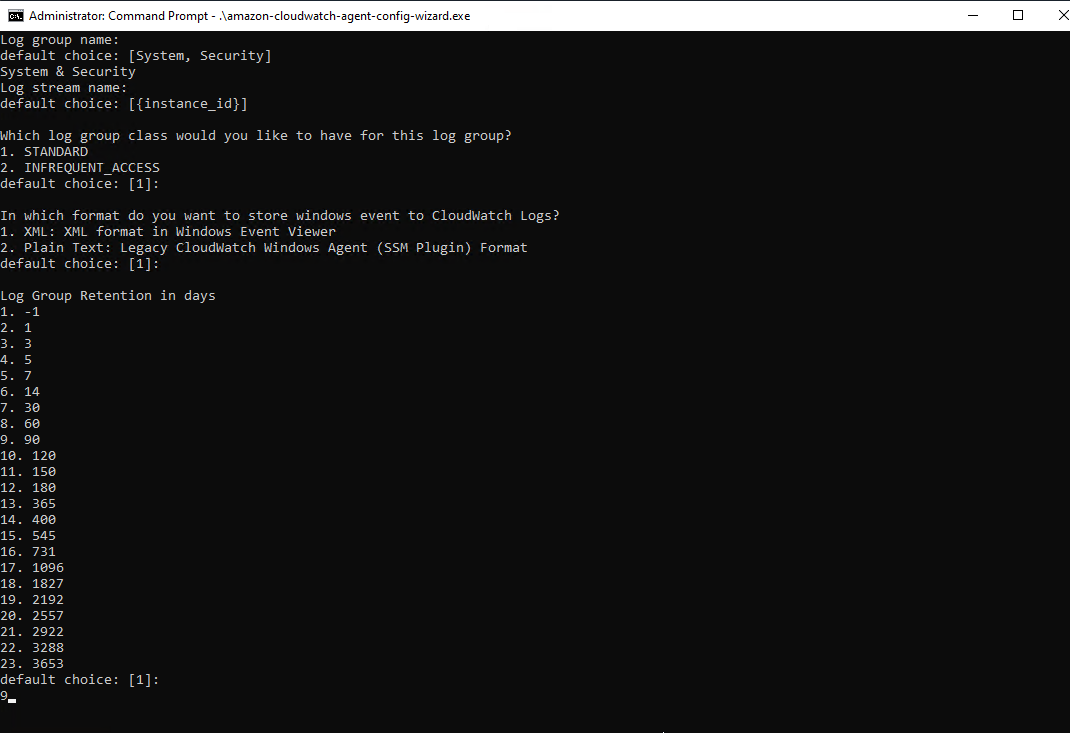 Administrator: Command Prompt - .\amazon-cloudwatch-agent-config-wizard.exe
Log group name:
default choice: [System, Security]
System & Security
Log stream name:
default choice: [{instance_id}]
Which log group class would you like to have for this log group?
1. STANDARD
2. INFREQUENT_ACCESS
default choice: [1]:
In which format do you want to store windows event to CloudWatch Logs?
1. XML: XML format in Windows Event Viewer
2. Plain Text: Legacy CloudWatch Windows Agent (SSM Plugin) Format
default choice: [1]:
Log Group Retention in days
1. -1
2. 1
3. 3
4. 5
5. 7
6. 14
7. 30
8. 60
9. 90
10. 120
11. 150
12. 180
13. 365
14. 400
15. 545
16. 731
17. 1096
18. 1827
19. 2192
20. 2557
21. 2922
22. 3288
23. 3653
default choice: [1]:
9